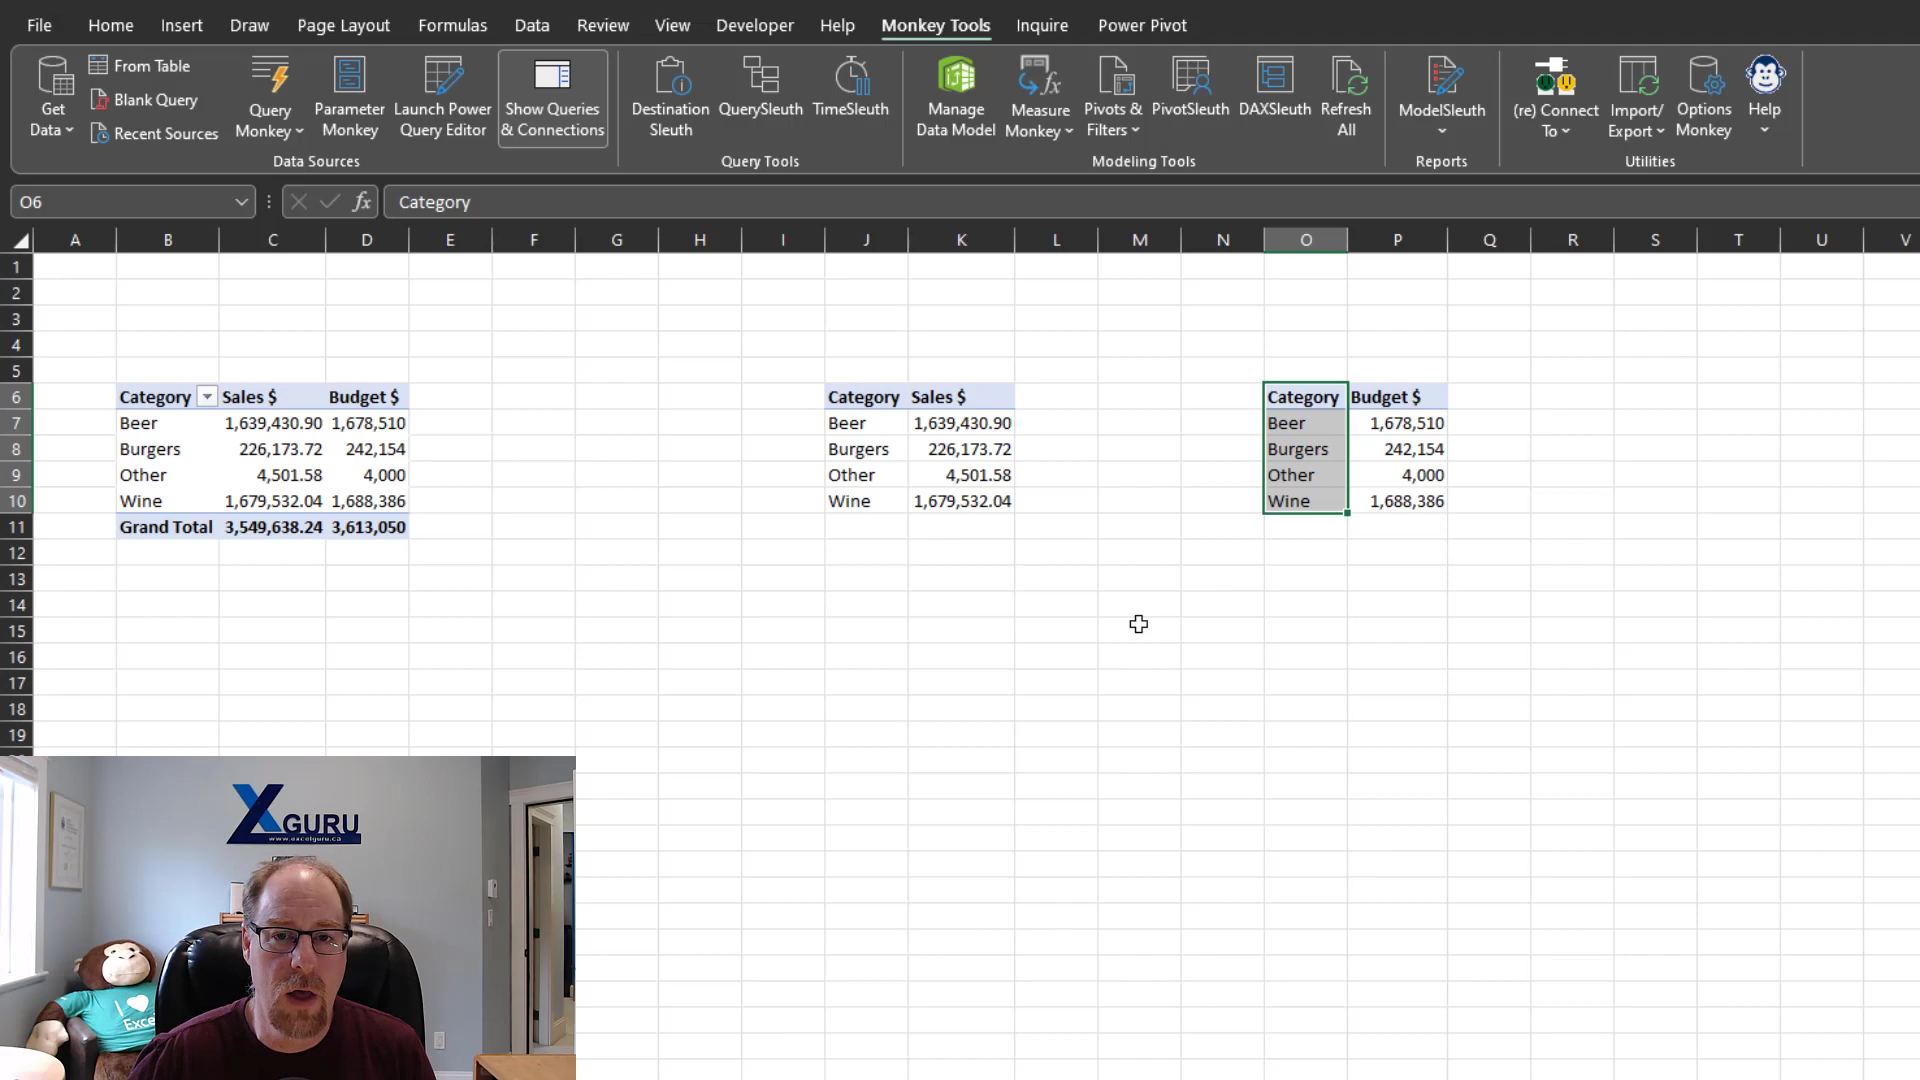 File Home Insert Draw Page Layout Formulas Data Review View Developer Help Monkey Tools Inquire Power Pivot
Get Data
From Table
Blank Query
Recent Sources
Query Monkey
Parameter Monkey
Launch Power Query Editor
Show Queries & Connections
Data Sources
Destination Sleuth
QuerySleuth
TimeSleuth
Query Tools
Manage Data Model
Measure Monkey
Pivots & Filters
PivotSleuth
DAXSleuth
Refresh All
Modeling Tools
ModelSleuth
Reports
(re) Connect To
Import/ Export
Options Monkey
Help
Utilities
O6 fx Category
A B C D E F G H I J K L M N O P Q R S T U V
1
2
3
4
5
6 Category Sales $ Budget $ Category Sales $ Category Budget $
7 Beer 1,639,430.90 1,678,510 Beer 1,639,430.90 Beer 1,678,510
8 Burgers 226,173.72 242,154 Burgers 226,173.72 Burgers 242,154
9 Other 4,501.58 4,000 Other 4,501.58 Other 4,000
10 Wine 1,679,532.04 1,688,386 Wine 1,679,532.04 Wine 1,688,386
11 Grand Total 3,549,638.24 3,613,050
12
13
14
15
16
17
18
19
XGURU
www.excelguru.ca
I
Exce